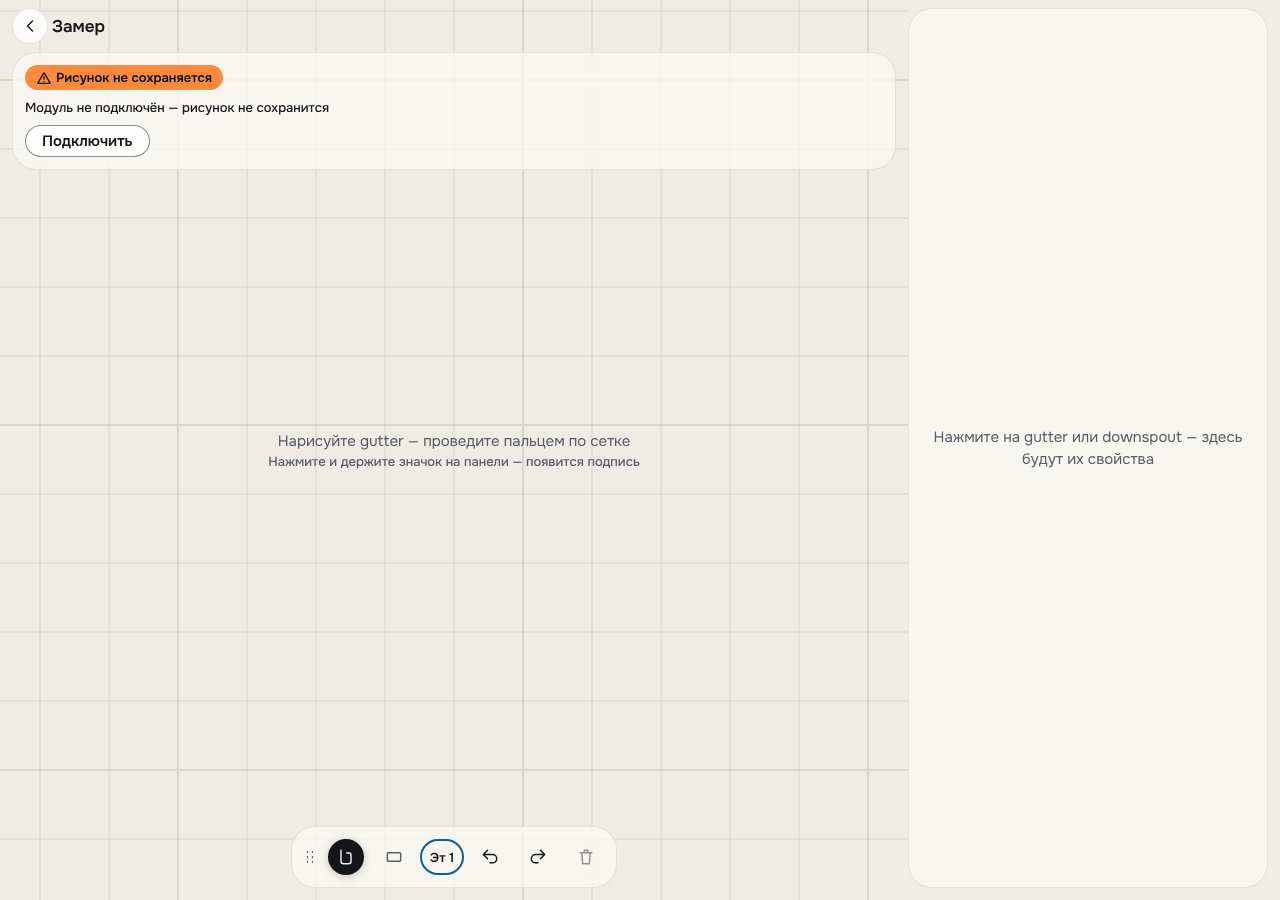 Замер
Рисунок не сохраняется
Модуль не подключён — рисунок не сохранится
Подключить
Нарисуйте gutter — проведите пальцем по сетке
Нажмите и держите значок на панели — появится подпись
Нажмите на gutter или downspout — здесь
будут их свойства
Эт 1